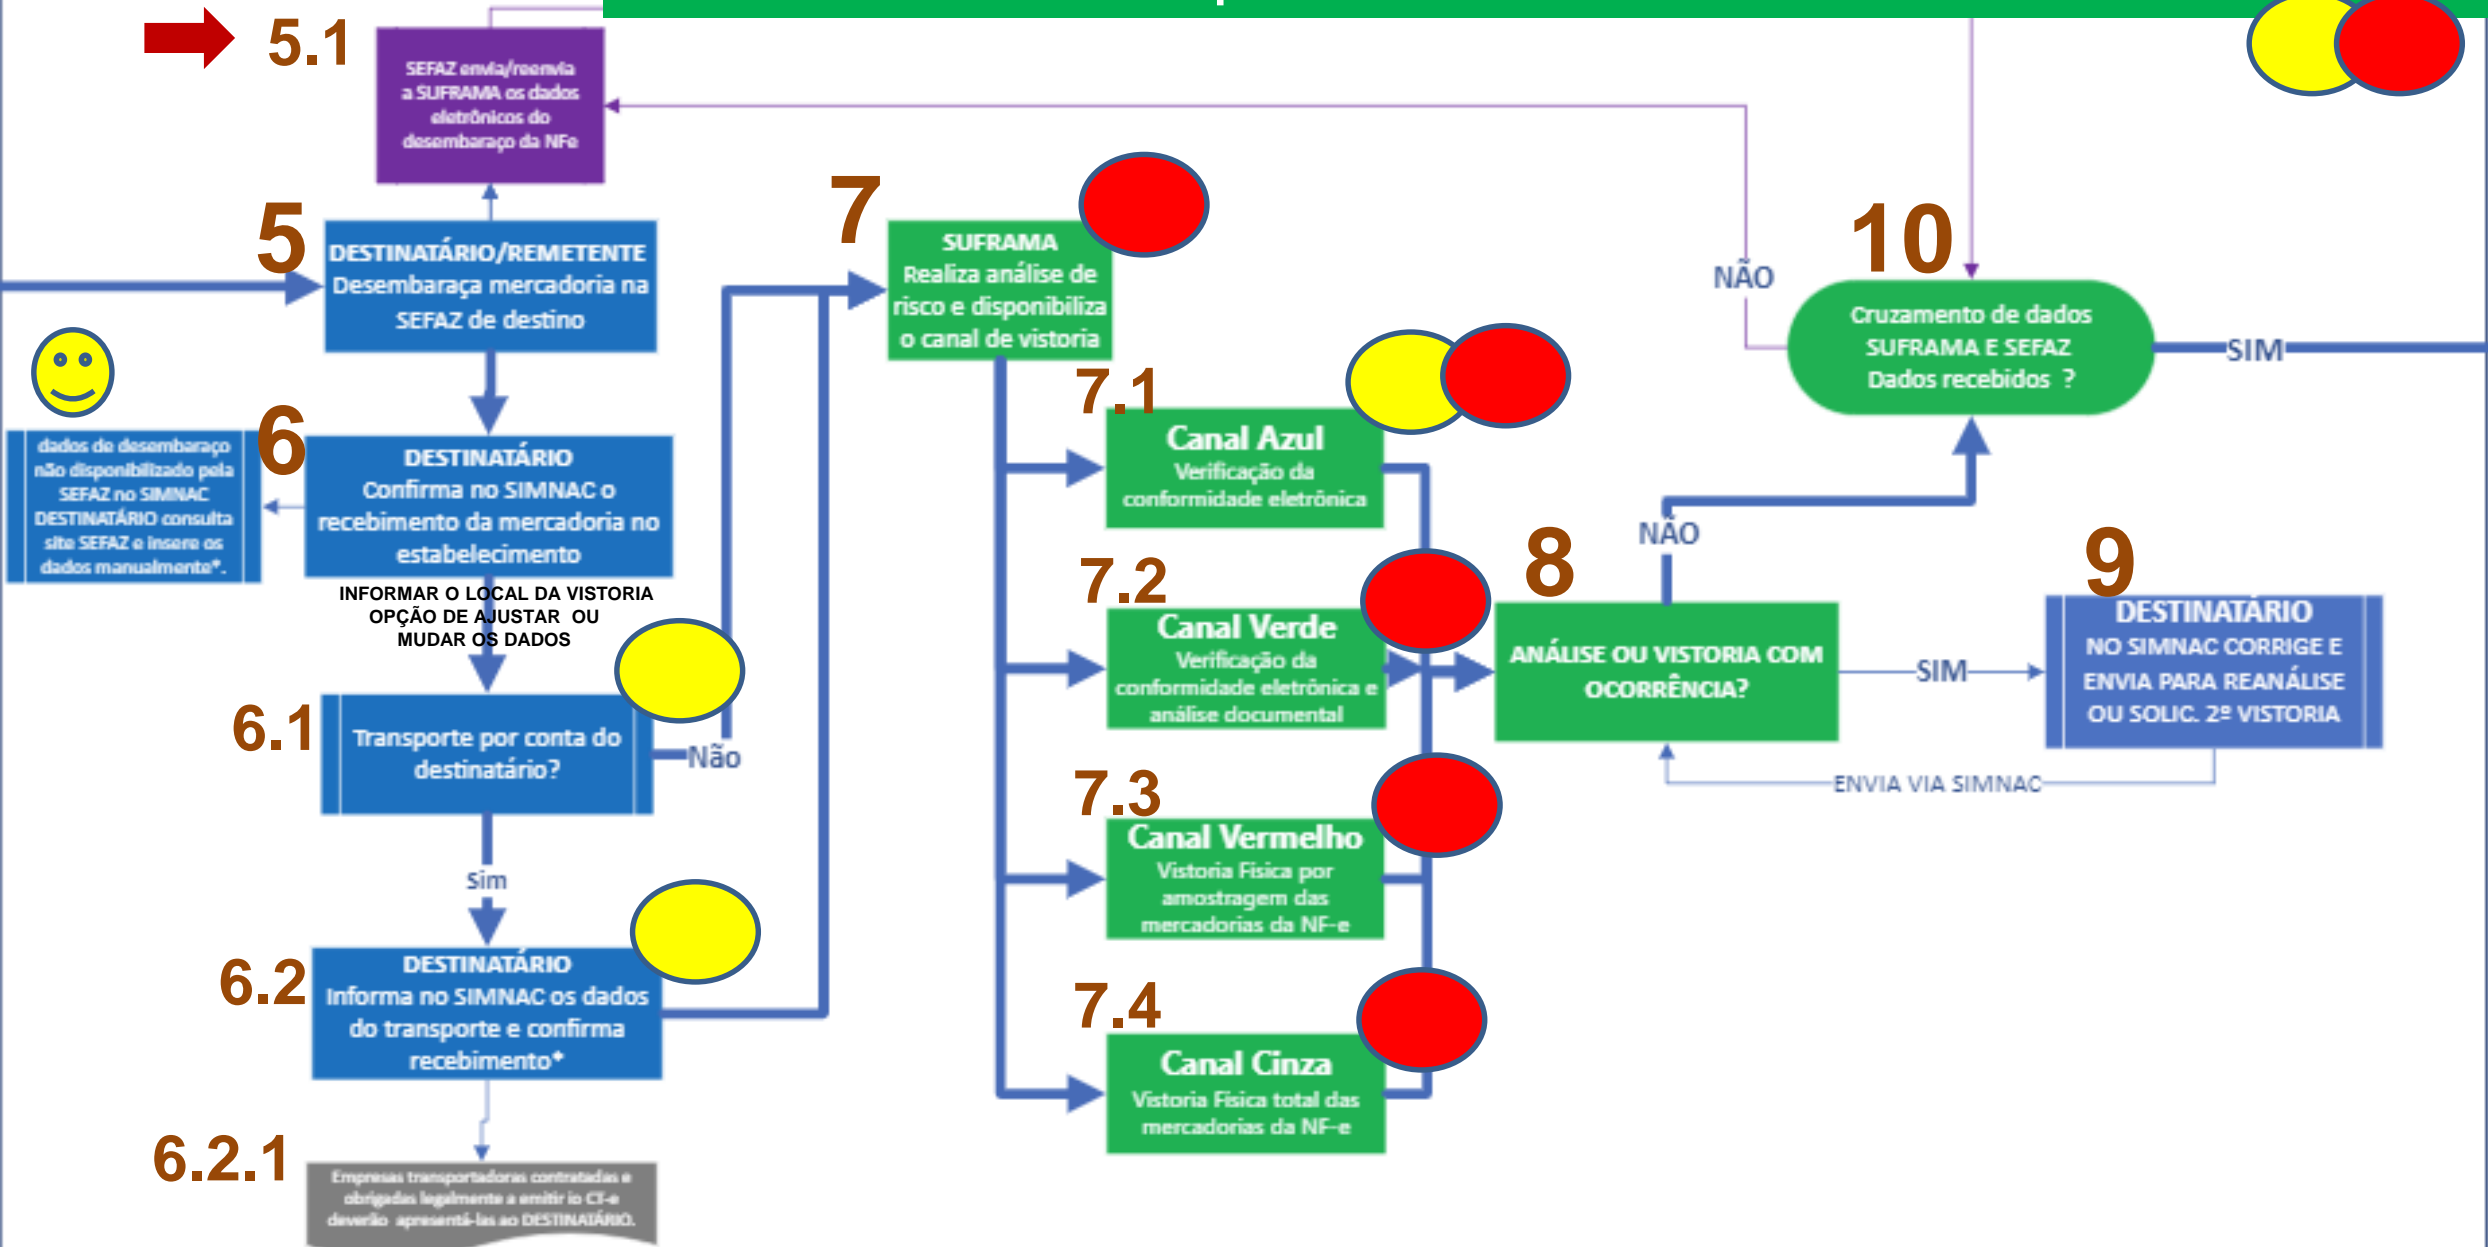 5.1
SEFAZ envia/reenvia
a SUFRAMA os dados
eletrônicos do
desembaraço da NFe
5
DESTINATÁRIO/REMETENTE
Desembaraça mercadoria na
SEFAZ de destino
dados de desembaraço
não disponibilizado pela
SEFAZ no SIMNAC
DESTINATÁRIO consulta
site SEFAZ e insere os
dados manualmente*.
6
DESTINATÁRIO
Confirma no SIMNAC o
recebimento da mercadoria no
estabelecimento
INFORMAR O LOCAL DA VISTORIA
OPÇÃO DE AJUSTAR OU
MUDAR OS DADOS
6.1
Transporte por conta do
destinatário?
Não
Sim
6.2
DESTINATÁRIO
Informa no SIMNAC os dados
do transporte e confirma
recebimento*
6.2.1
Empresas transportadoras contratadas e
obrigadas legalmente a emitir io CT-e
deverão apresentá-las ao DESTINATÁRIO.
7
SUFRAMA
Realiza análise de
risco e disponibiliza
o canal de vistoria
7.1
Canal Azul
Verificação da
conformidade eletrônica
7.2
Canal Verde
Verificação da
conformidade eletrônica e
análise documental
7.3
Canal Vermelho
Vistoria Fisica por
amostragem das
mercadorias da NF-e
7.4
Canal Cinza
Vistoria Fisica total das
mercadorias da NF-e
8
ANÁLISE OU VISTORIA COM
OCORRÊNCIA?
NÃO
SIM
9
DESTINATÁRIO
NO SIMNAC CORRIGE E
ENVIA PARA REANÁLISE
OU SOLIC. 2ª VISTORIA
ENVIA VIA SIMNAC
10
Cruzamento de dados
SUFRAMA E SEFAZ
Dados recebidos ?
NÃO
SIM